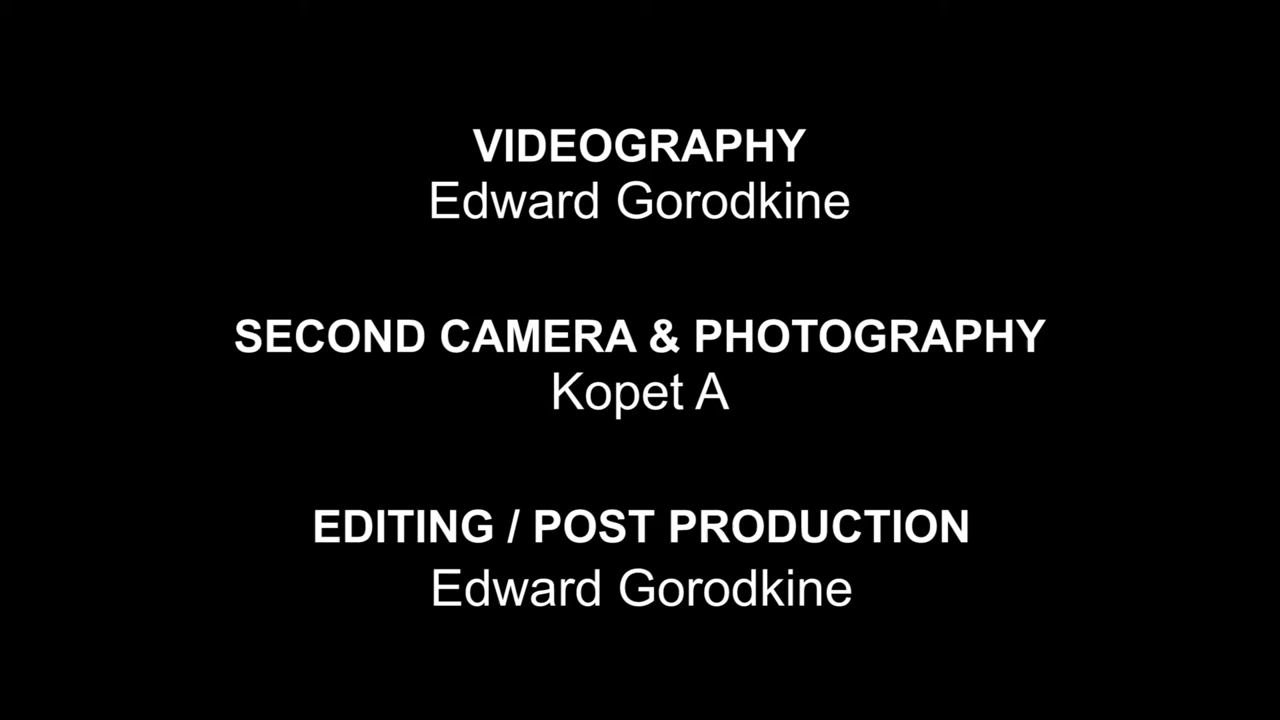 VIDEOGRAPHY
Edward Gorodkine
SECOND CAMERA & PHOTOGRAPHY
Kopet A
EDITING / POST PRODUCTION
Edward Gorodkine